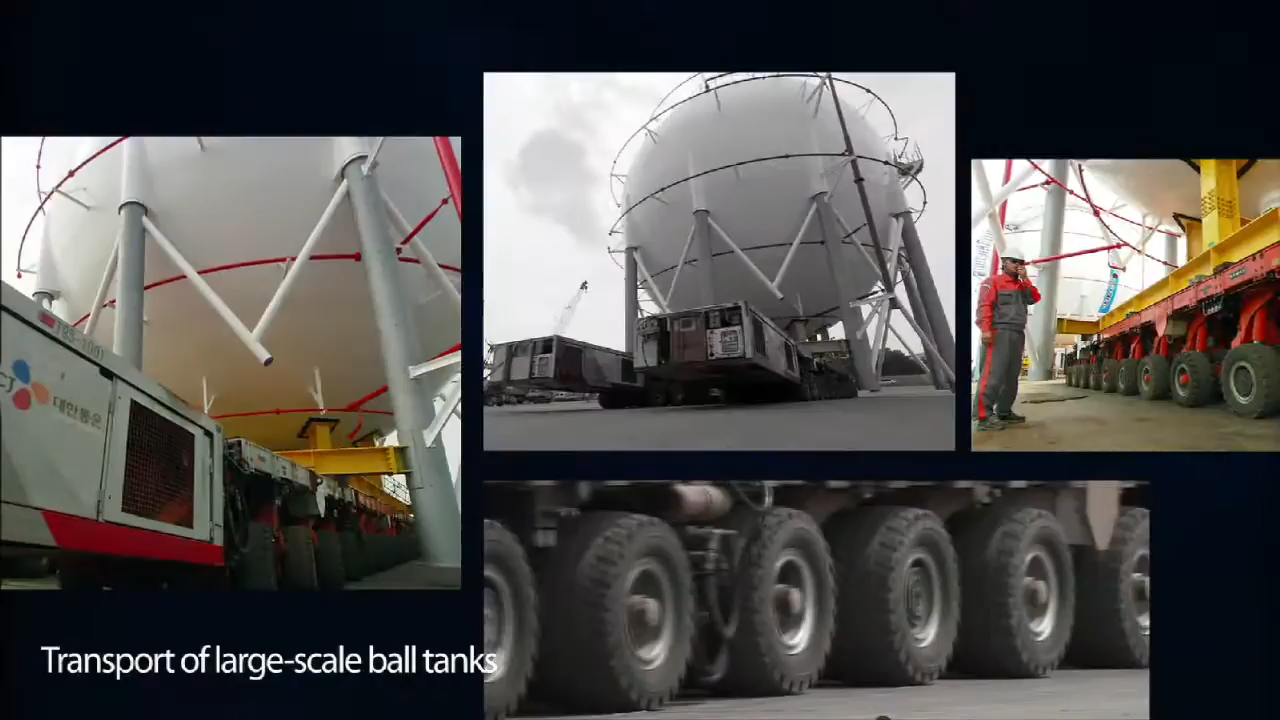 CJ
대한통운
Transport of large-scale ball tanks